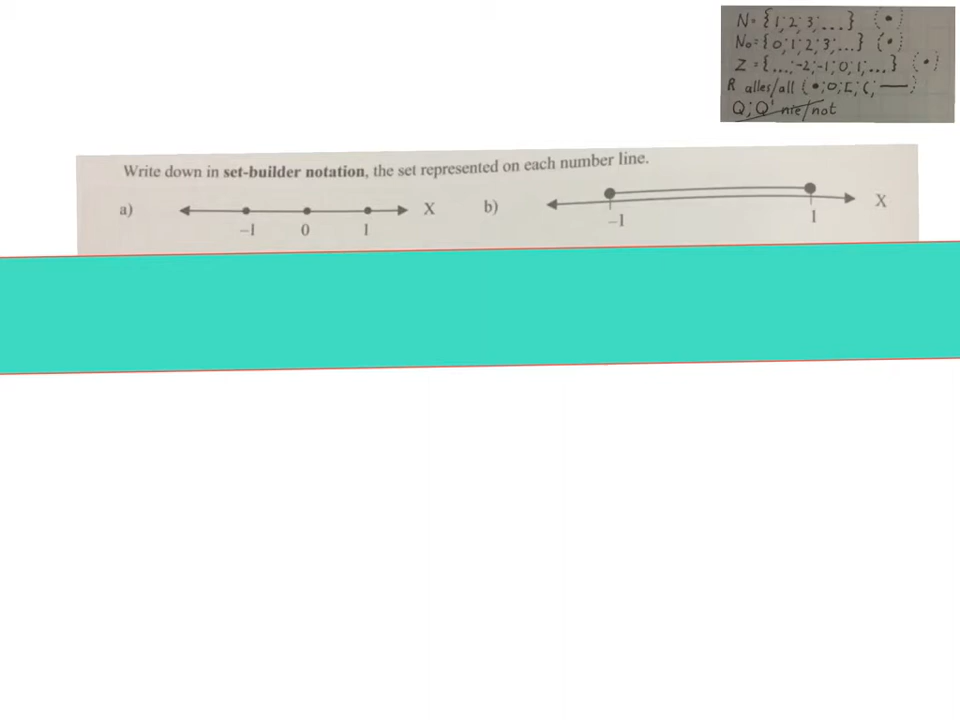 N = {1; 2; 3; ...} (•)
N₀ = {0; 1; 2; 3; ...} (•)
Z = {...; -2; -1; 0; 1; ...} (•)
R alles/all (•; o; [; (; —)
Q; Q' nie/not
Write down in set-builder notation, the set represented on each number line.
a) X b) X
–1 0 1 –1 1